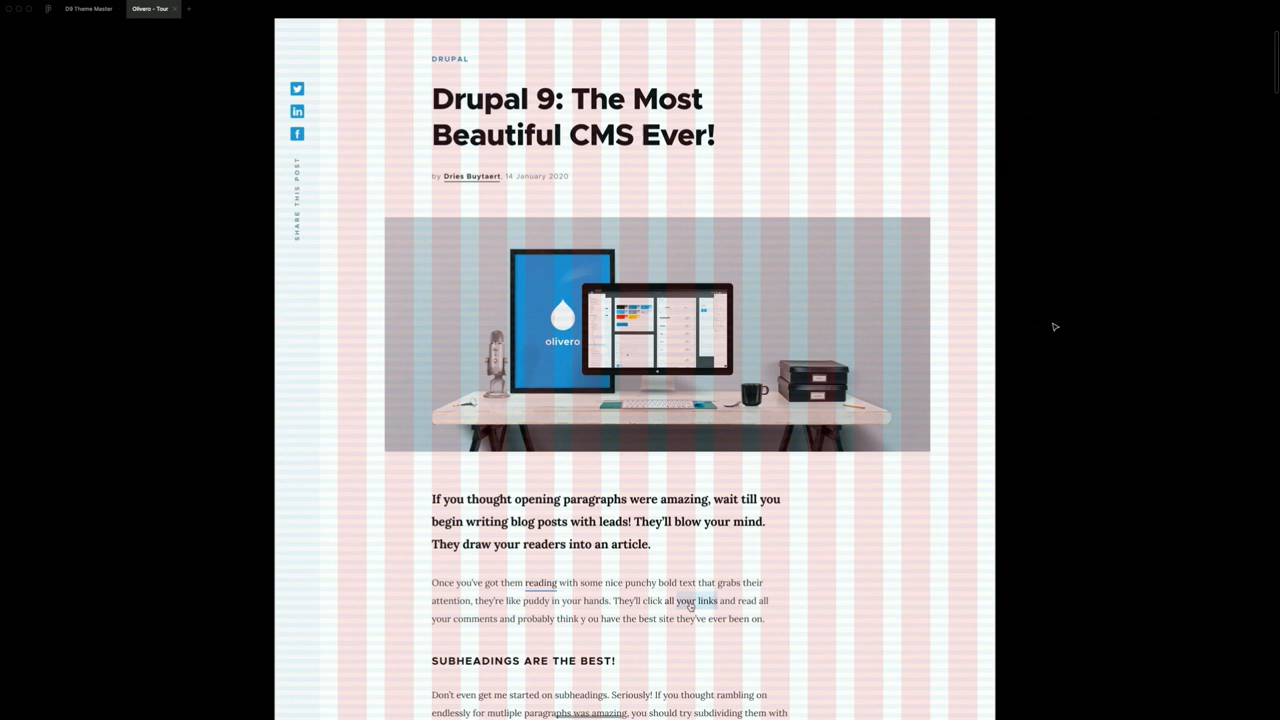 D9 Theme Master
Olivero - Tour
DRUPAL
Drupal 9: The Most
Beautiful CMS Ever!
by Dries Buytaert, 14 January 2020
SHARE THIS POST
olivero
If you thought opening paragraphs were amazing, wait till you
begin writing blog posts with leads! They'll blow your mind.
They draw your readers into an article.
Once you've got them reading with some nice punchy bold text that grabs their
attention, they're like puddy in your hands. They'll click all your links and read all
your comments and probably think y ou have the best site they've ever been on.
SUBHEADINGS ARE THE BEST!
Don't even get me started on subheadings. Seriously! If you thought rambling on
endlessly for mutliple paragraphs was amazing, you should try subdividing them with